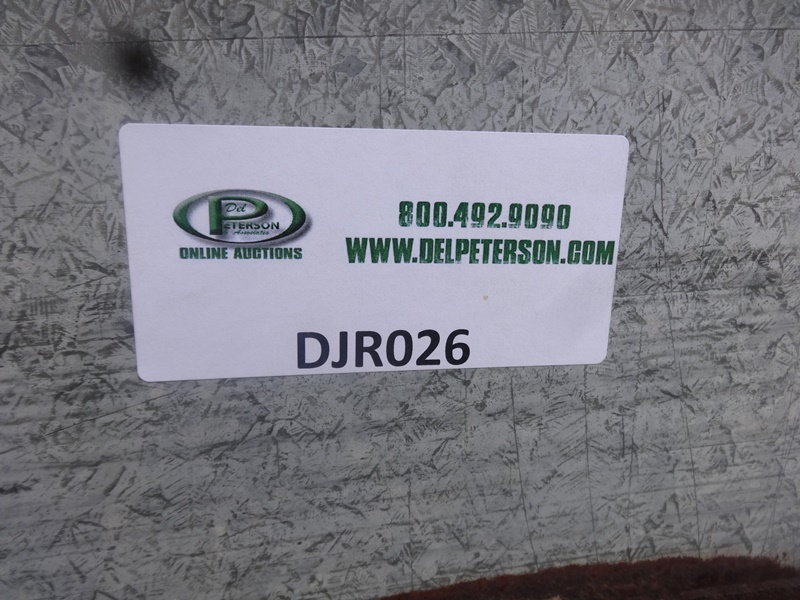 Del
PETERSON
Associates
ONLINE AUCTIONS
800.492.9090
WWW.DELPETERSON.COM
DJR026